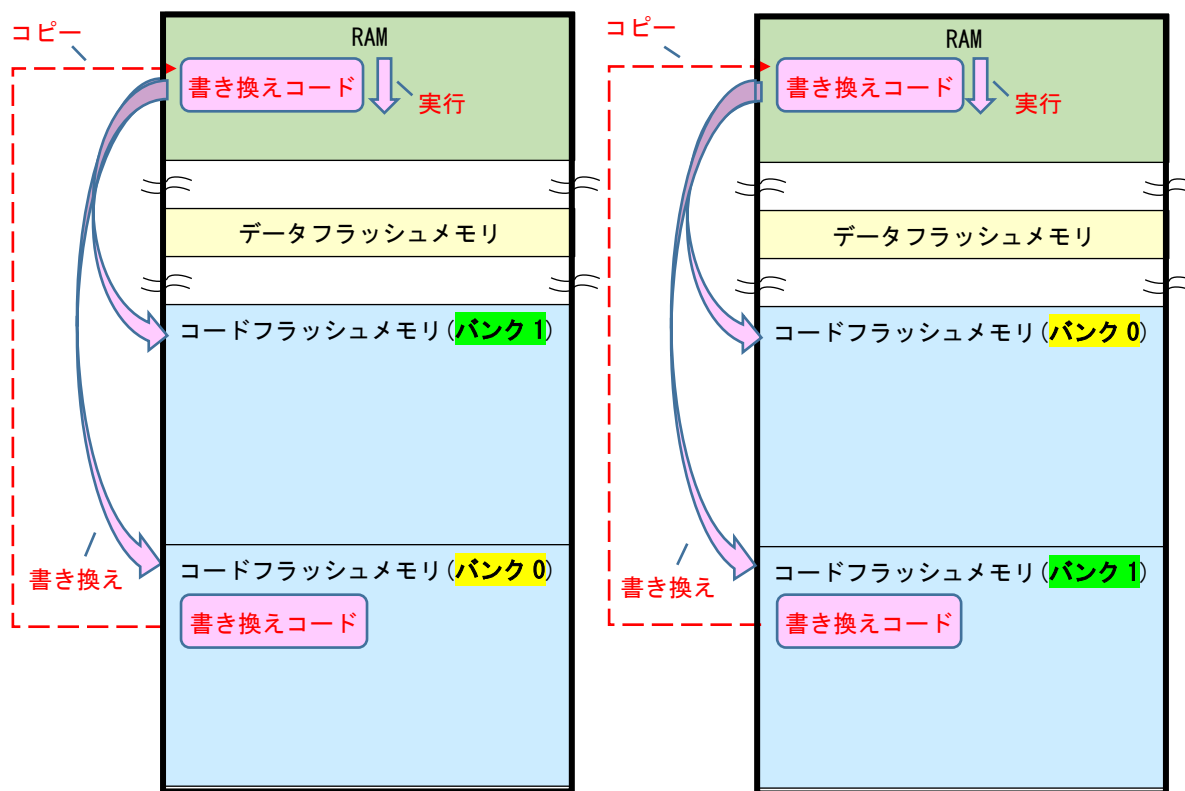 コピー
RAM
書き換えコード
実行
データフラッシュメモリ
コードフラッシュメモリ(バンク 1)
書き換え
コードフラッシュメモリ(バンク 0)
書き換えコード
コピー
RAM
書き換えコード
実行
データフラッシュメモリ
コードフラッシュメモリ(バンク 0)
書き換え
コードフラッシュメモリ(バンク 1)
書き換えコード